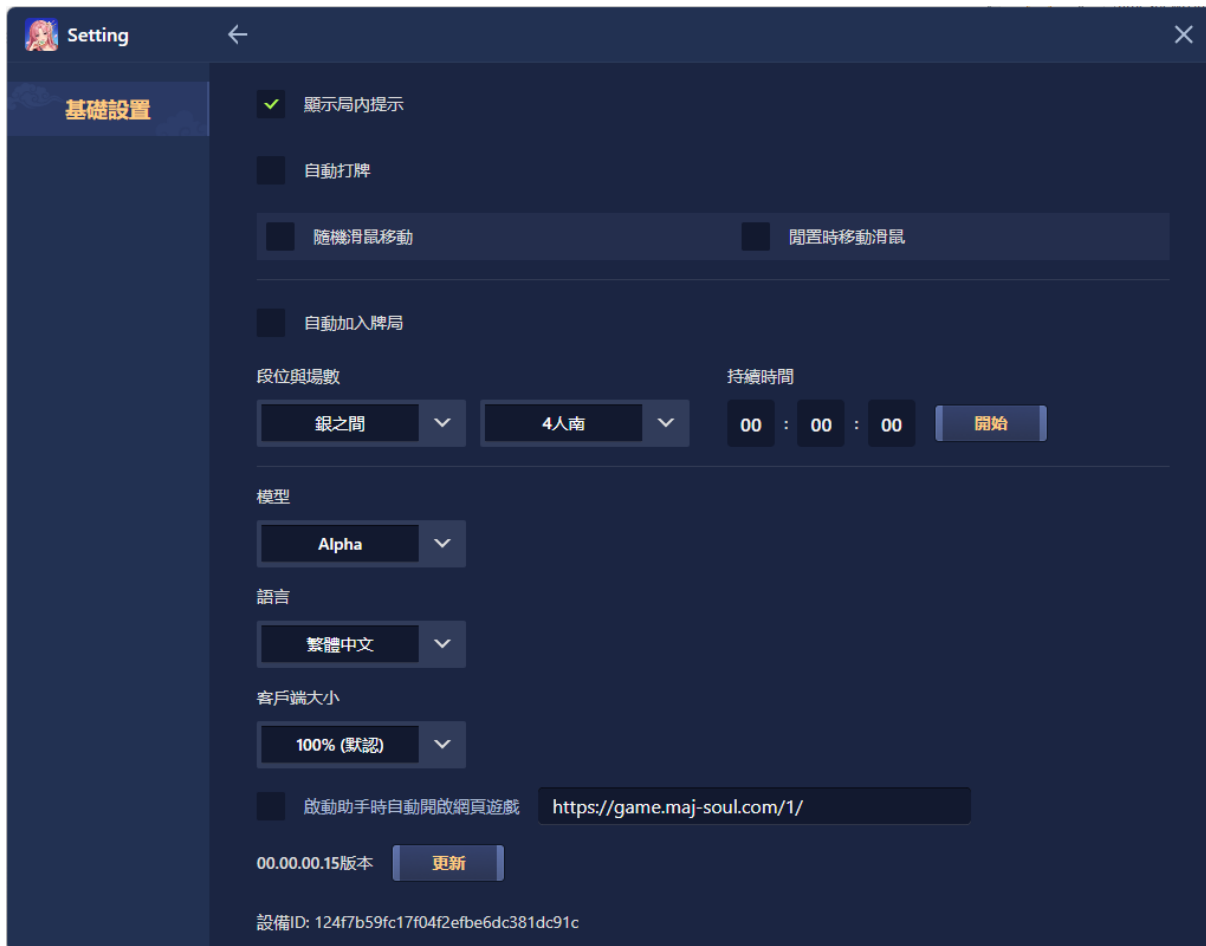 Setting
基礎設置
顯示局內提示
自動打牌
隨機滑鼠移動 閒置時移動滑鼠
自動加入牌局
段位與場數 持續時間
銀之間 4人南 00 : 00 : 00 開始
模型
Alpha
語言
繁體中文
客戶端大小
100% (默認)
啟動助手時自動開啟網頁遊戲 https://game.maj-soul.com/1/
00.00.00.15版本 更新
設備ID: 124f7b59fc17f04f2efbe6dc381dc91c